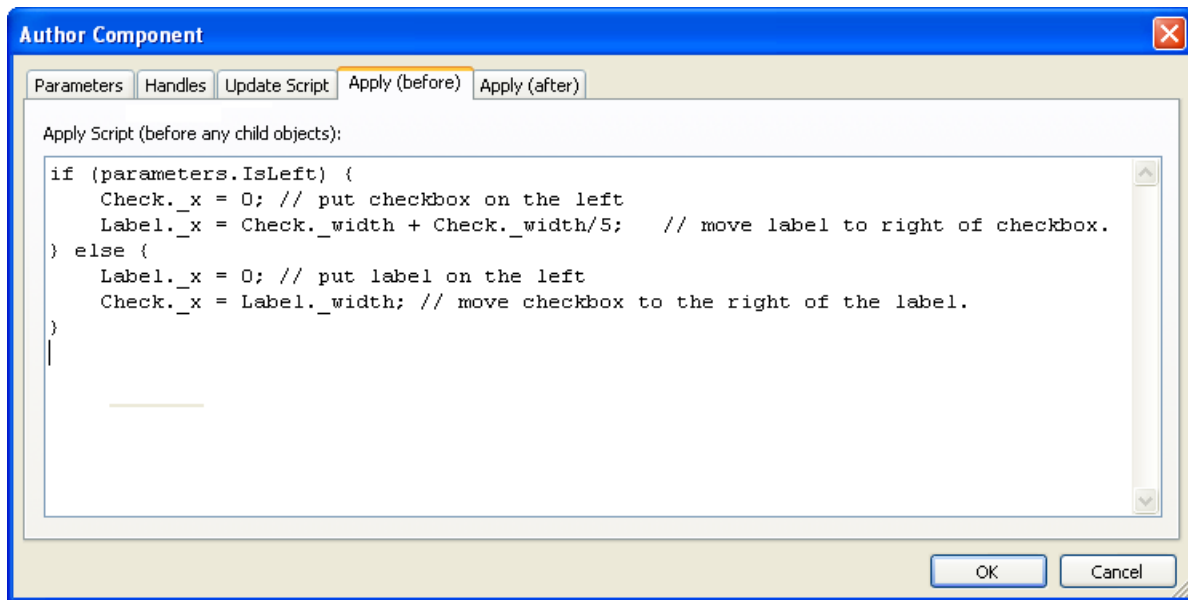 Author Component
Parameters Handles Update Script Apply (before) Apply (after)
Apply Script (before any child objects):
if (parameters.IsLeft) {
    Check._x = 0; // put checkbox on the left
    Label._x = Check._width + Check._width/5;   // move label to right of checkbox.
} else {
    Label._x = 0; // put label on the left
    Check._x = Label._width; // move checkbox to the right of the label.
}
OK Cancel